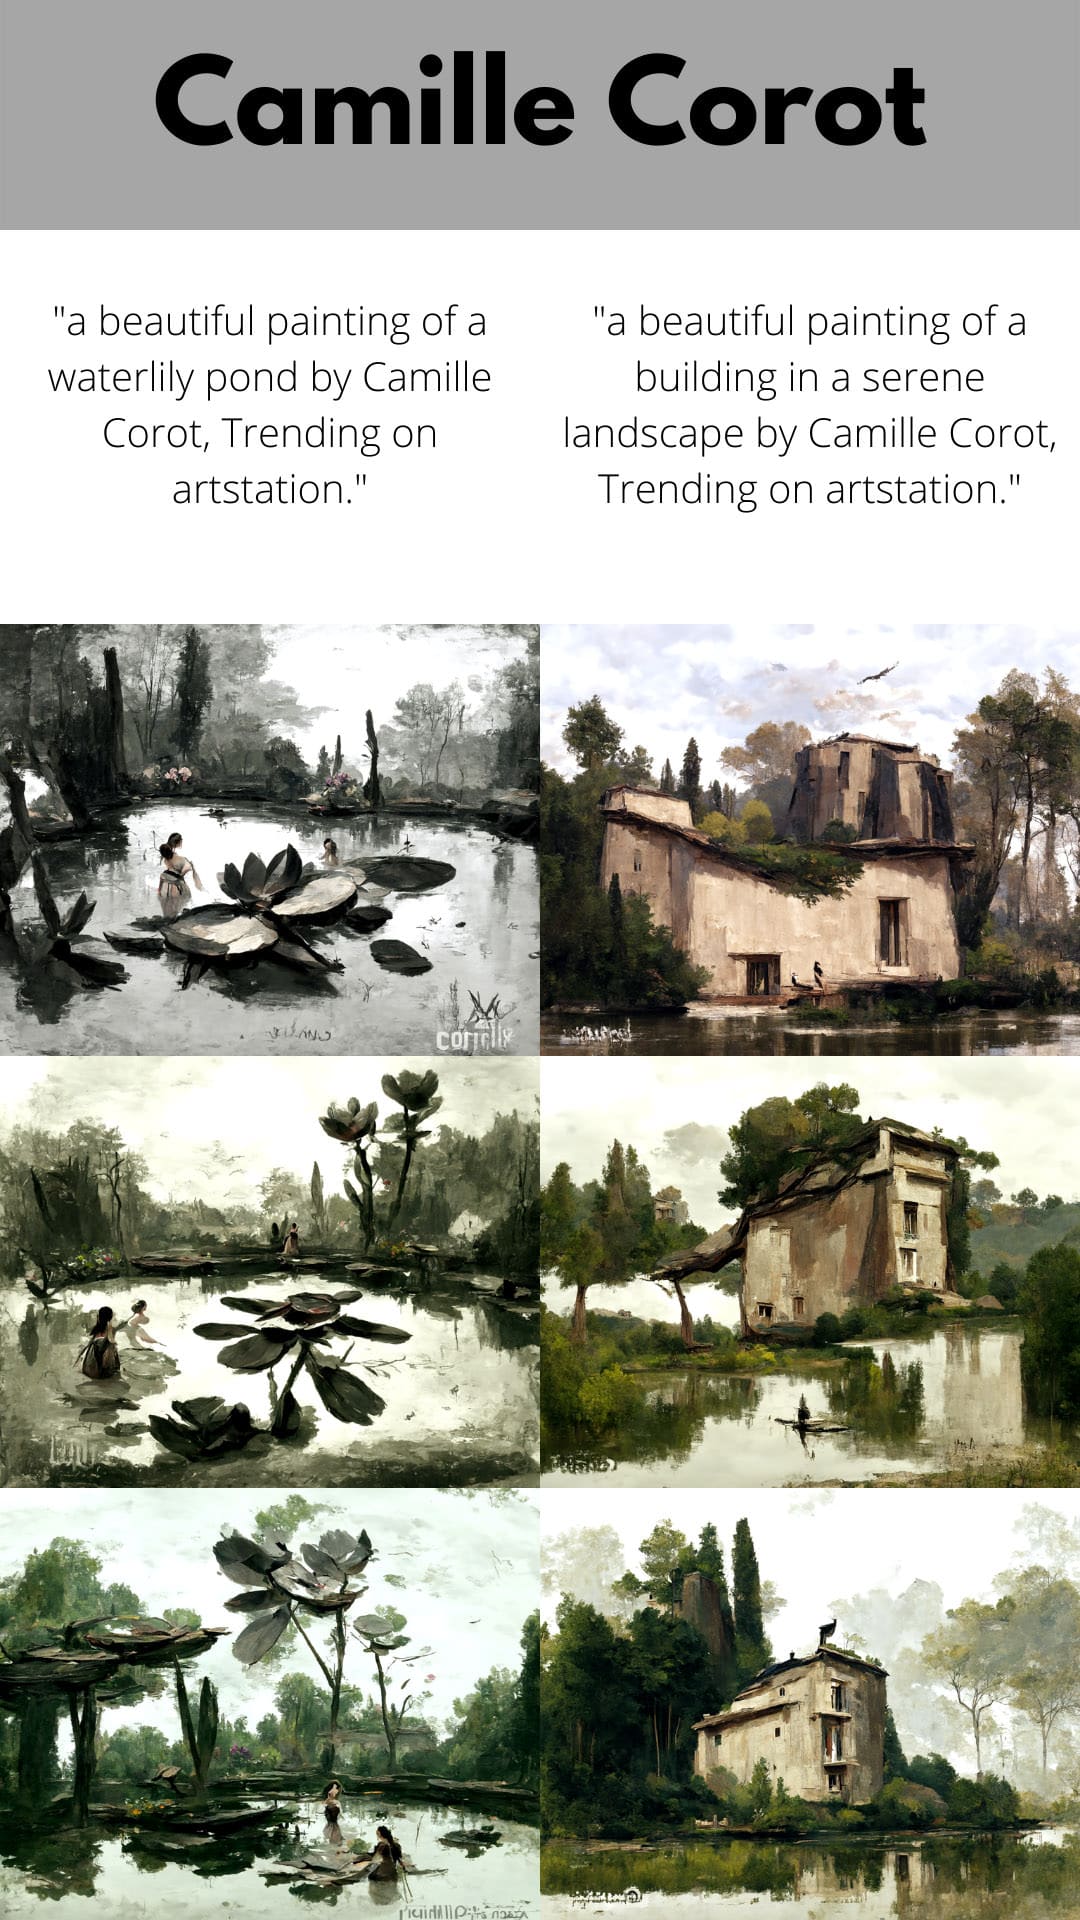 Camille Corot
"a beautiful painting of a
waterlily pond by Camille
Corot, Trending on
artstation."
"a beautiful painting of a
building in a serene
landscape by Camille Corot,
Trending on artstation."